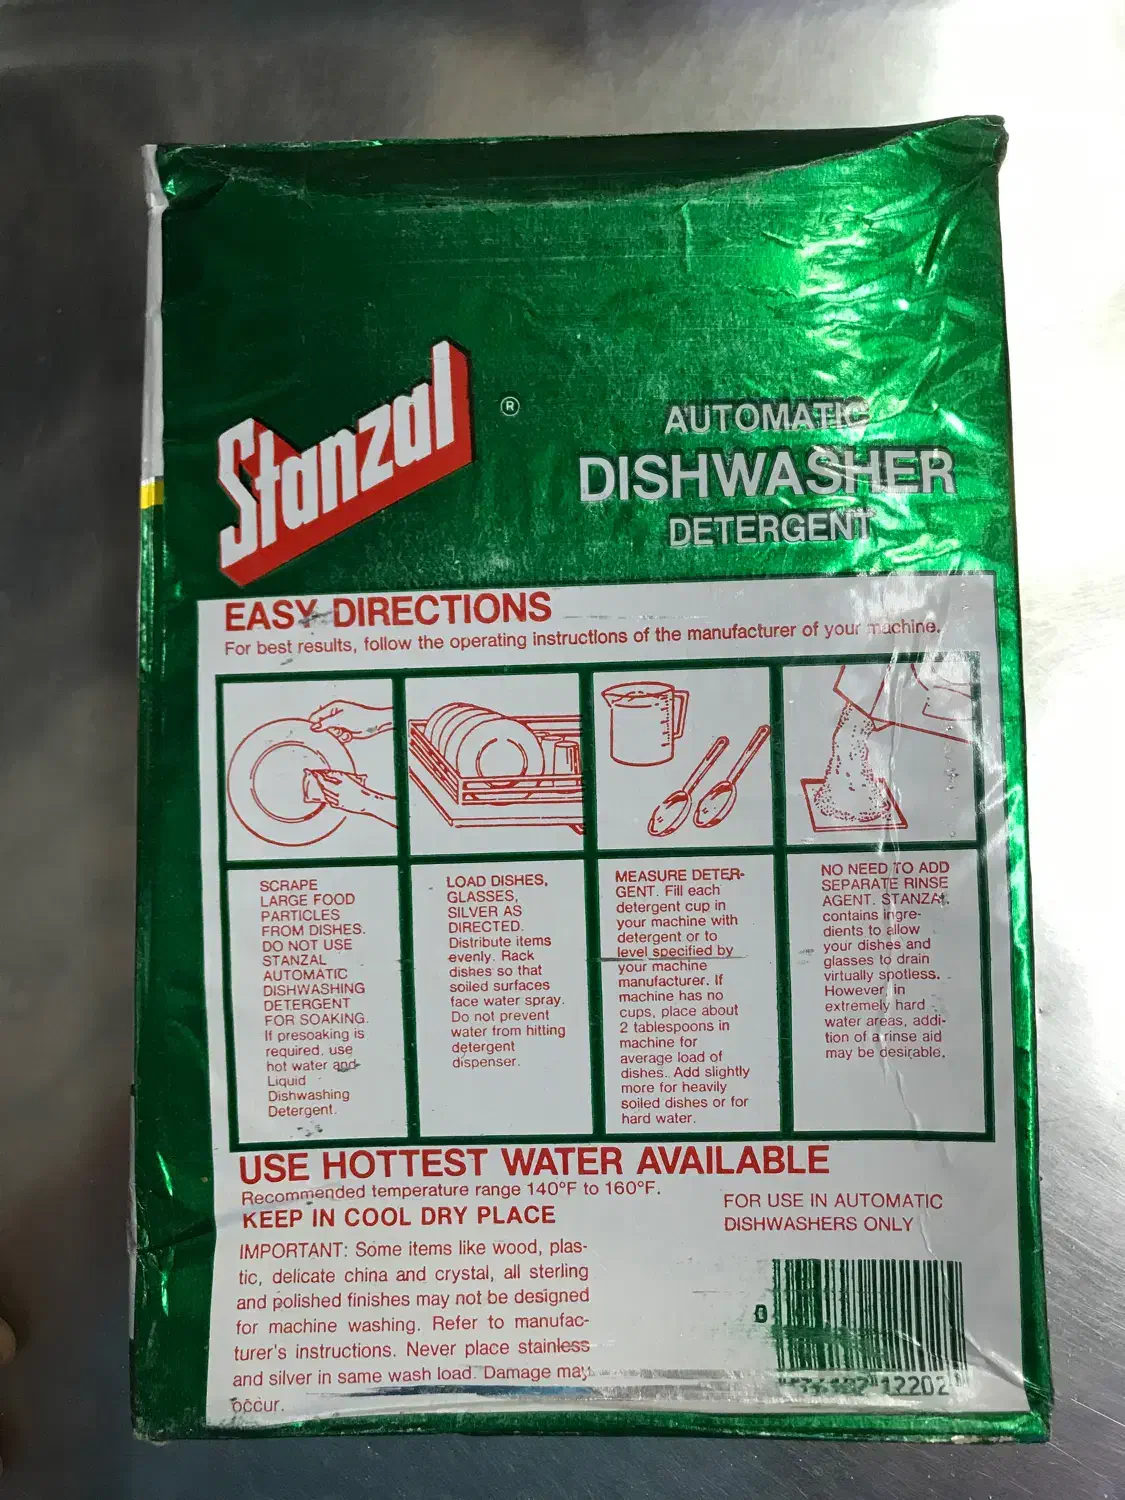 Stanzal ®
AUTOMATIC
DISHWASHER
DETERGENT
EASY DIRECTIONS
For best results, follow the operating instructions of the manufacturer of your machine.
SCRAPE
LARGE FOOD
PARTICLES
FROM DISHES.
DO NOT USE
STANZAL
AUTOMATIC
DISHWASHING
DETERGENT
FOR SOAKING.
If presoaking is
required, use
hot water and
Liquid
Dishwashing
Detergent.
LOAD DISHES,
GLASSES,
SILVER AS
DIRECTED.
Distribute items
evenly. Rack
dishes so that
soiled surfaces
face water spray.
Do not prevent
water from hitting
detergent
dispenser.
MEASURE DETER-
GENT. Fill each
detergent cup in
your machine with
detergent or to
level specified by
your machine
manufacturer. If
machine has no
cups, place about
2 tablespoons in
machine for
average load of
dishes. Add slightly
more for heavily
soiled dishes or for
hard water.
NO NEED TO ADD
SEPARATE RINSE
AGENT. STANZAL
contains ingre-
dients to allow
your dishes and
glasses to drain
virtually spotless.
However, in
extremely hard
water areas, addi-
tion of a rinse aid
may be desirable.
USE HOTTEST WATER AVAILABLE
Recommended temperature range 140°F to 160°F.
KEEP IN COOL DRY PLACE
FOR USE IN AUTOMATIC
DISHWASHERS ONLY
IMPORTANT: Some items like wood, plas-
tic, delicate china and crystal, all sterling
and polished finishes may not be designed
for machine washing. Refer to manufac-
turer's instructions. Never place stainless
and silver in same wash load. Damage may
occur.
0
12202